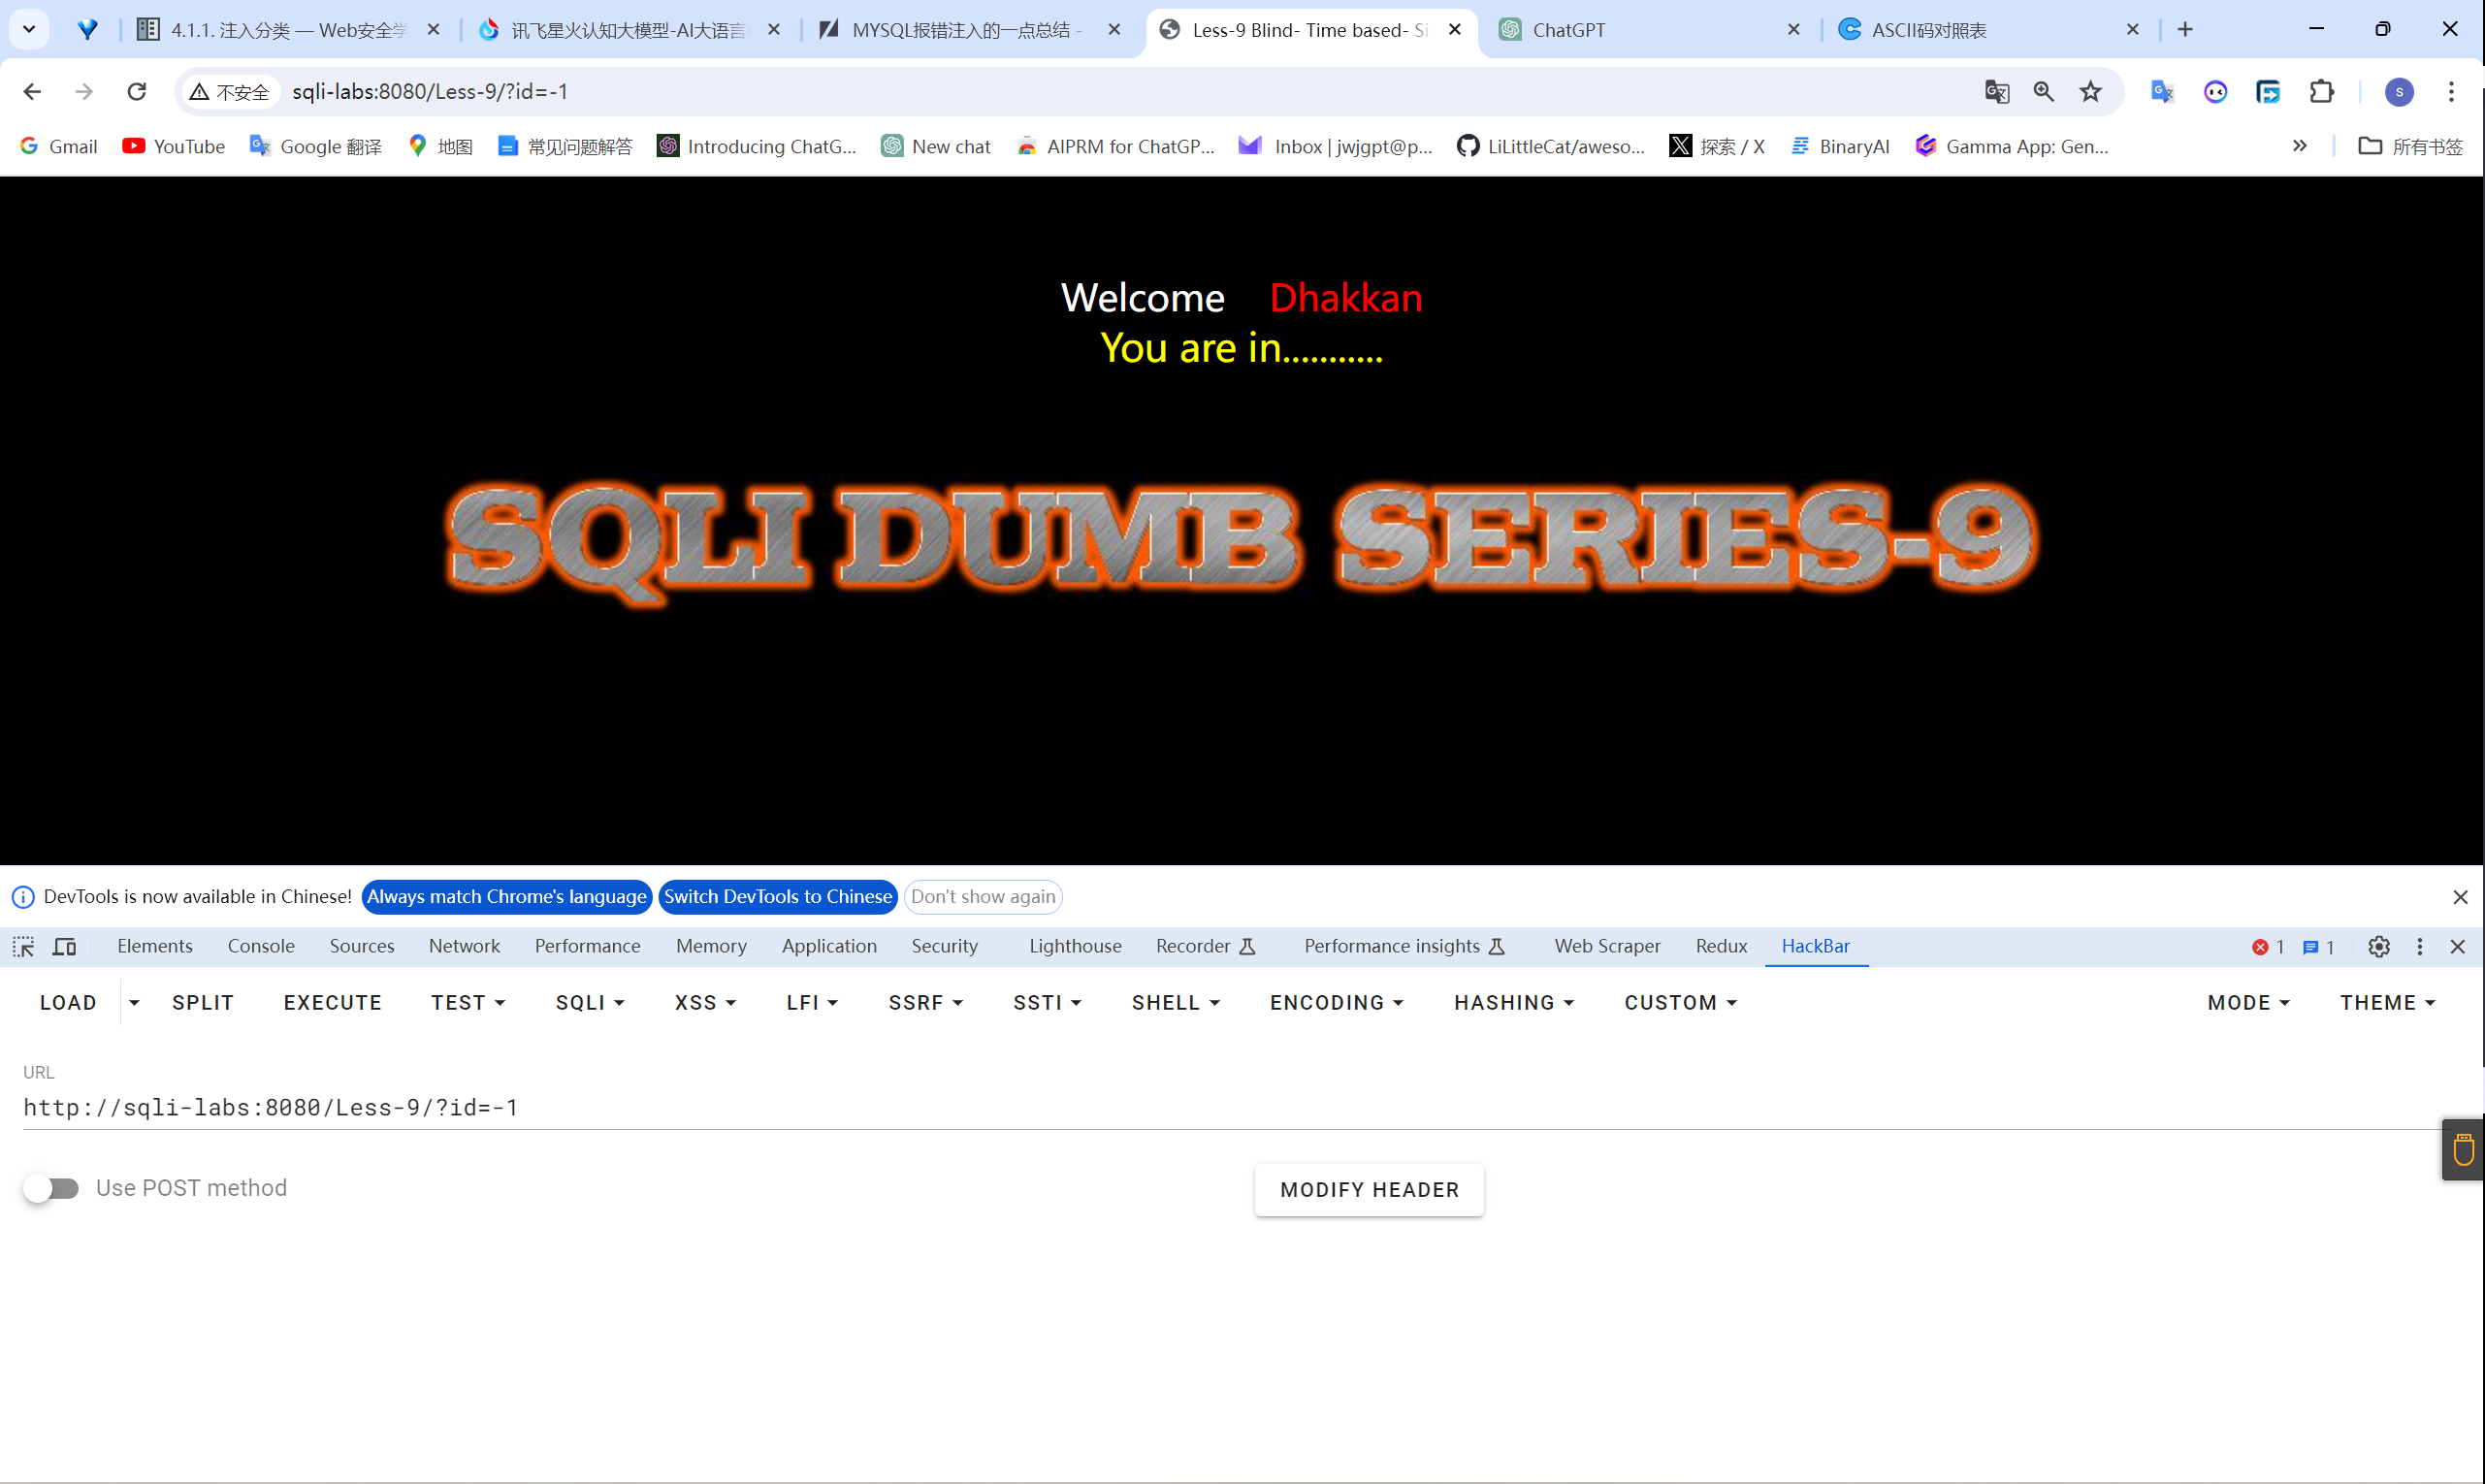 4.1.1. 注入分类 — Web安全学
讯飞星火认知大模型-AI大语言
MYSQL报错注入的一点总结 -
Less-9 Blind- Time based- Si
ChatGPT
ASCII码对照表
不安全
sqli-labs:8080/Less-9/?id=-1
S
Gmail
YouTube
Google 翻译
地图
常见问题解答
Introducing ChatG...
New chat
AIPRM for ChatGP...
Inbox | jwjgpt@p...
LiLittleCat/aweso...
探索 / X
BinaryAI
Gamma App: Gen...
所有书签
Welcome Dhakkan
You are in...........
SQLI DUMB SERIES-9
DevTools is now available in Chinese! Always match Chrome's language Switch DevTools to Chinese Don't show again
Elements Console Sources Network Performance Memory Application Security Lighthouse Recorder Performance insights Web Scraper Redux HackBar 1 1
LOAD SPLIT EXECUTE TEST SQLI XSS LFI SSRF SSTI SHELL ENCODING HASHING CUSTOM MODE THEME
URL
http://sqli-labs:8080/Less-9/?id=-1
Use POST method
MODIFY HEADER